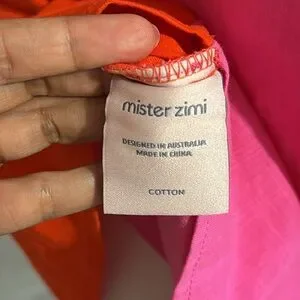 mister zimi
DESIGNED IN AUSTRALIA
MADE IN CHINA
COTTON